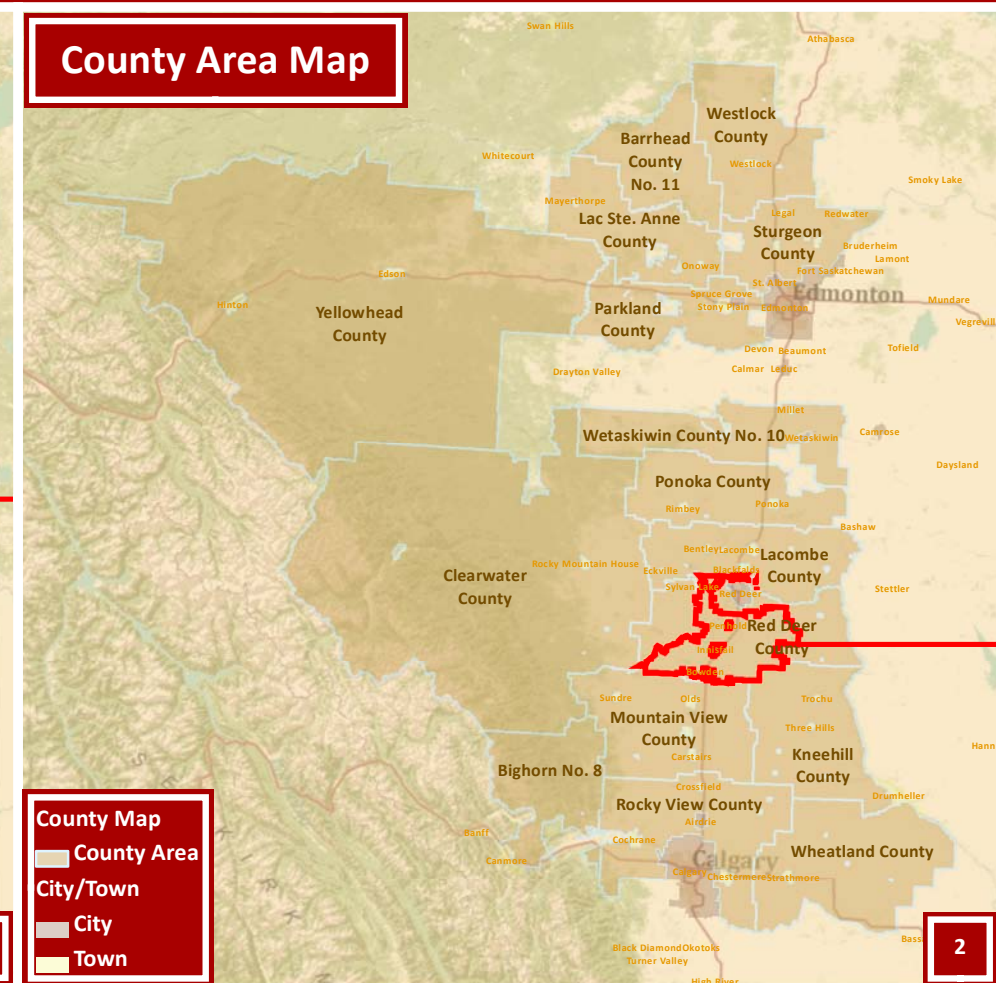 County Area Map
Swan Hills
Athabasca
Westlock
County
Barrhead
County
No. 11
Westlock
Whitecourt
Smoky Lake
Mayerthorpe
Lac Ste. Anne
County
Legal
Redwater
Sturgeon
County
Bruderheim
Lamont
Onoway
Fort Saskatchewan
St. Albert
Edson
Spruce Grove
Edmonton
Hinton
Stony Plain
Edmonton
Mundare
Yellowhead
County
Parkland
County
Vegrevil
Devon
Beaumont
Tofield
Drayton Valley
Calmar
Leduc
Millet
Wetaskiwin County No. 10
Wetaskiwin
Camrose
Daysland
Ponoka County
Rimbey
Ponoka
Bashaw
Bentley
Lacombe
Lacombe
County
Rocky Mountain House
Eckville
Blackfalds
Clearwater
County
Sylvan Lake
Red Deer
Stettler
Penhold
Red Deer
County
Innisfail
Bowden
Sundre
Olds
Trochu
Mountain View
County
Three Hills
Hann
Carstairs
Kneehill
County
Bighorn No. 8
Crossfield
Drumheller
Rocky View County
Airdrie
Banff
Cochrane
Canmore
Calgary
Wheatland County
Calgary
Chestermere
Strathmore
Black Diamond
Okotoks
Turner Valley
Bass
High River
County Map
County Area
City/Town
City
Town
2